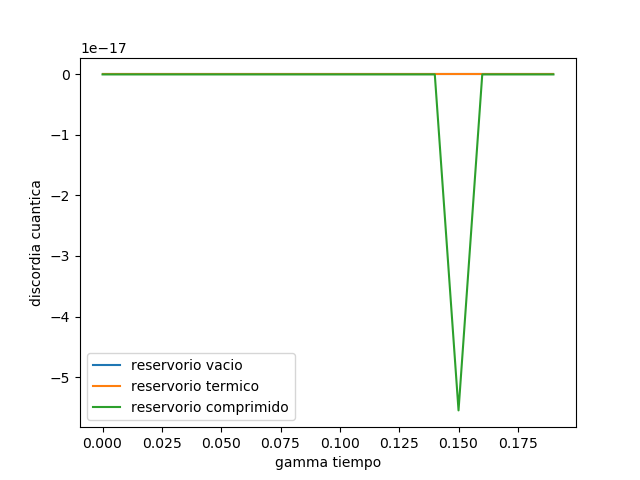 1e−17
0
−1
−2
−3
−4
−5
discordia cuantica
reservorio vacio
reservorio termico
reservorio comprimido
0.000 0.025 0.050 0.075 0.100 0.125 0.150 0.175
gamma tiempo